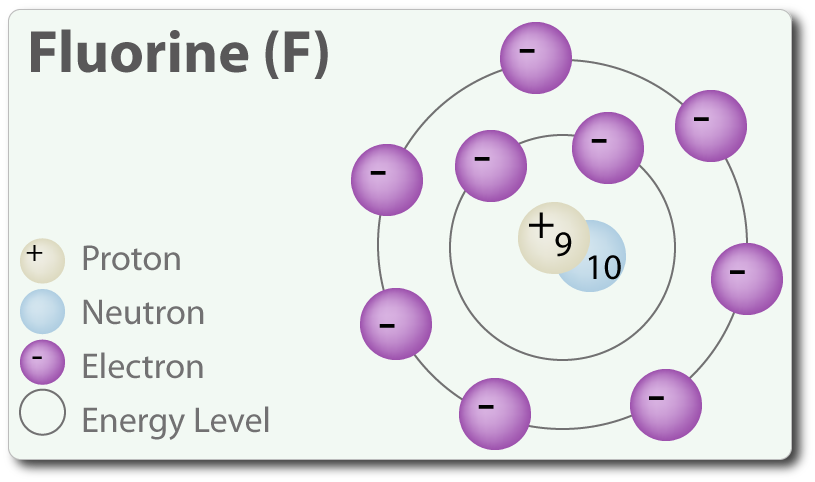 Fluorine (F)
-
-
-
-
-
+
9
10
-
-
-
-
+ Proton
Neutron
- Electron
Energy Level